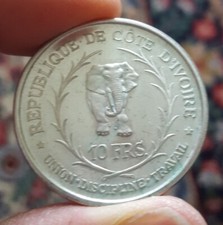 REPUBLIQUE DE CÔTE D'IVOIRE
10 FRS.
UNION-DISCIPLINE-TRAVAIL